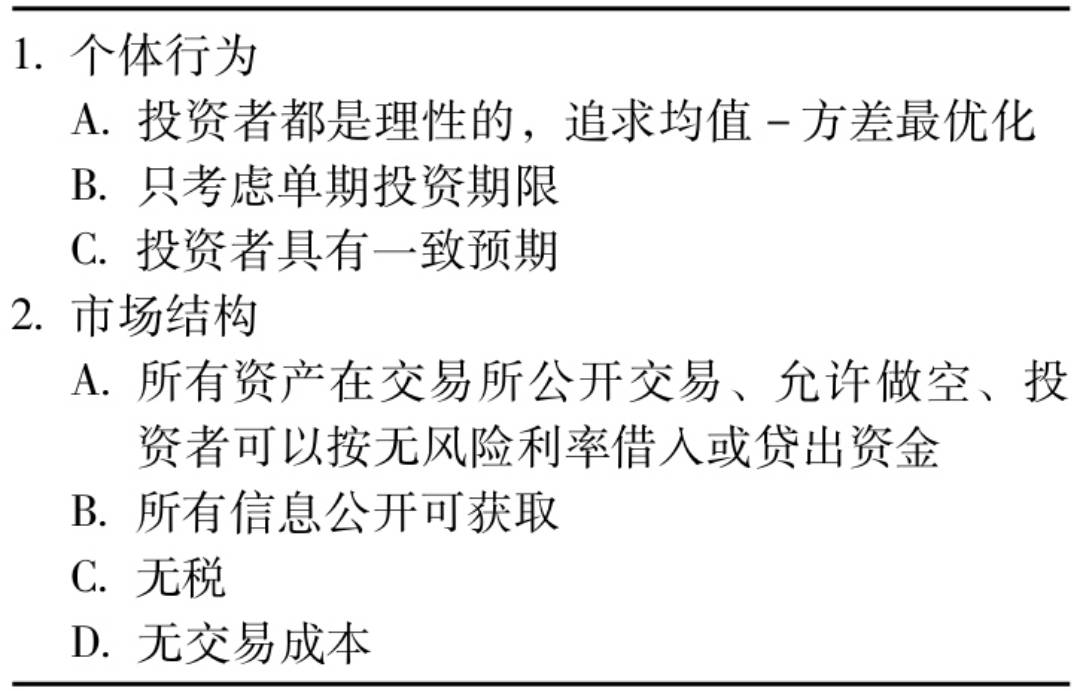 1. 个体行为
A. 投资者都是理性的，追求均值－方差最优化
B. 只考虑单期投资期限
C. 投资者具有一致预期
2. 市场结构
A. 所有资产在交易所公开交易、允许做空、投
资者可以按无风险利率借入或贷出资金
B. 所有信息公开可获取
C. 无税
D. 无交易成本